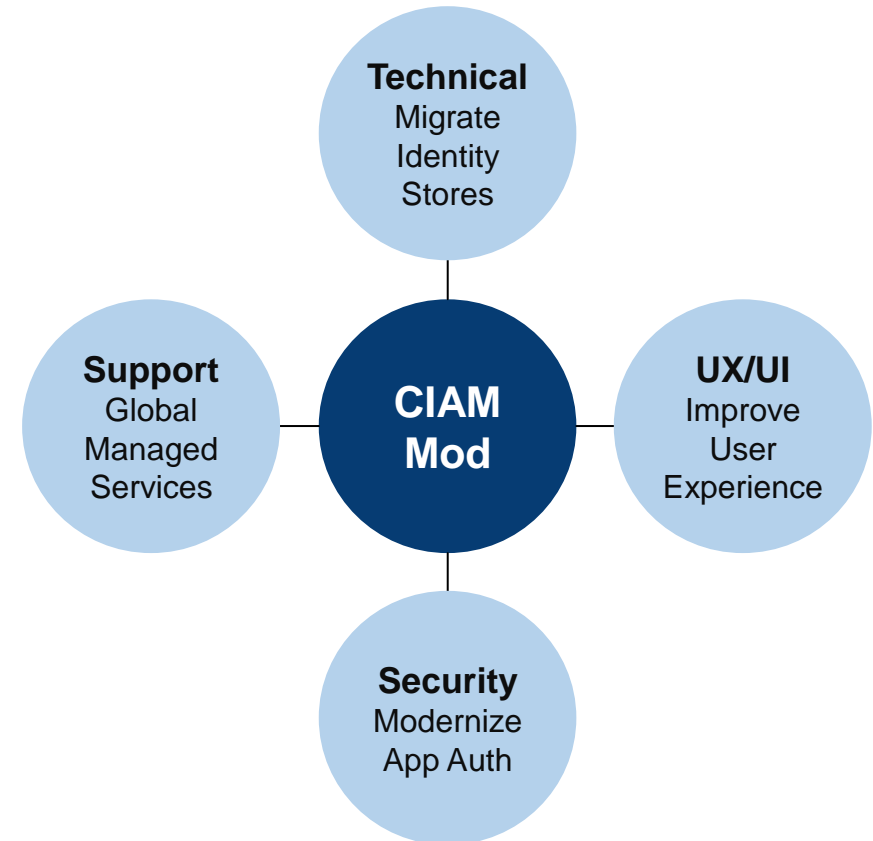 Technical
Migrate
Identity
Stores
Support
Global
Managed
Services
CIAM
Mod
UX/UI
Improve
User
Experience
Security
Modernize
App Auth